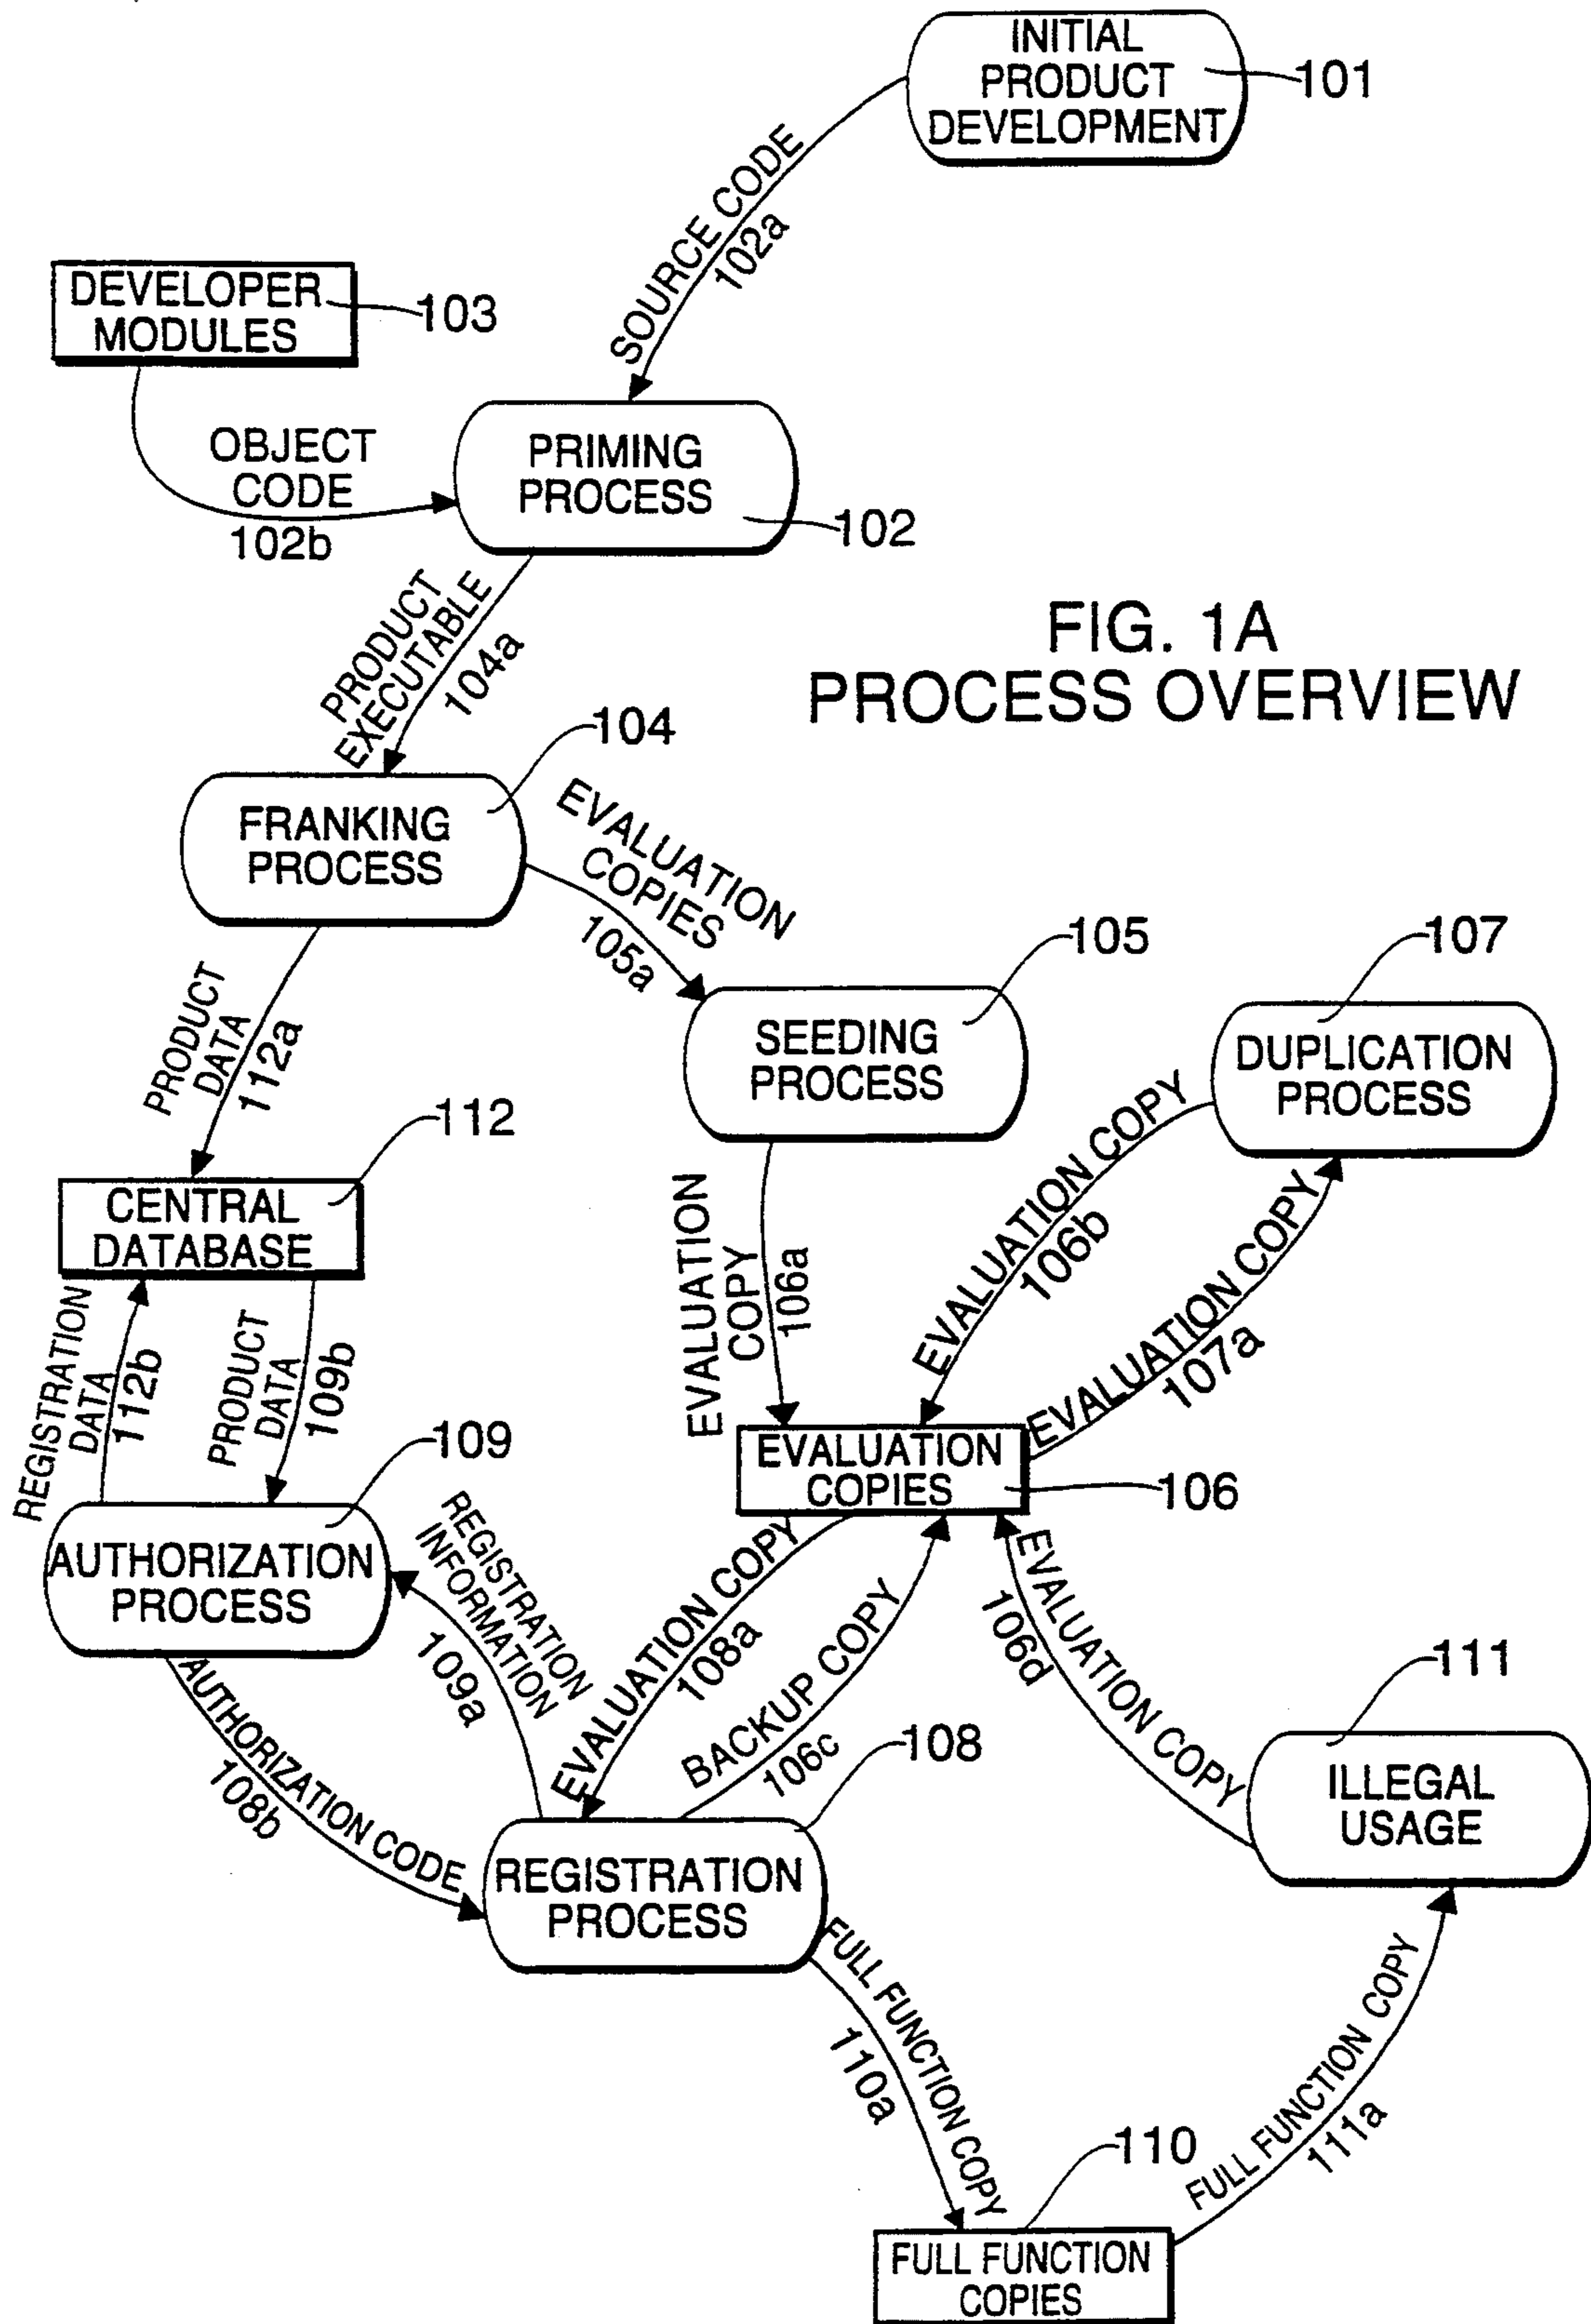 INITIAL
PRODUCT
DEVELOPMENT
101
SOURCE CODE
102a
DEVELOPER
MODULES
103
OBJECT
CODE
102b
PRIMING
PROCESS
102
PRODUCT
EXECUTABLE
104a
FIG. 1A
PROCESS OVERVIEW
104
FRANKING
PROCESS
EVALUATION
COPIES
105a
105
SEEDING
PROCESS
107
DUPLICATION
PROCESS
PRODUCT
DATA
112a
112
CENTRAL
DATABASE
EVALUATION
COPY
106a
EVALUATION COPY
106b
EVALUATION COPY
107a
REGISTRATION
DATA
112b
PRODUCT
DATA
109b
EVALUATION
COPIES
106
109
AUTHORIZATION
PROCESS
REGISTRATION
INFORMATION
109a
EVALUATION COPY
108a
BACKUP COPY
106c
EVALUATION COPY
106d
111
ILLEGAL
USAGE
AUTHORIZATION CODE
108b
108
REGISTRATION
PROCESS
FULL FUNCTION COPY
110a
FULL FUNCTION COPY
111a
110
FULL FUNCTION
COPIES